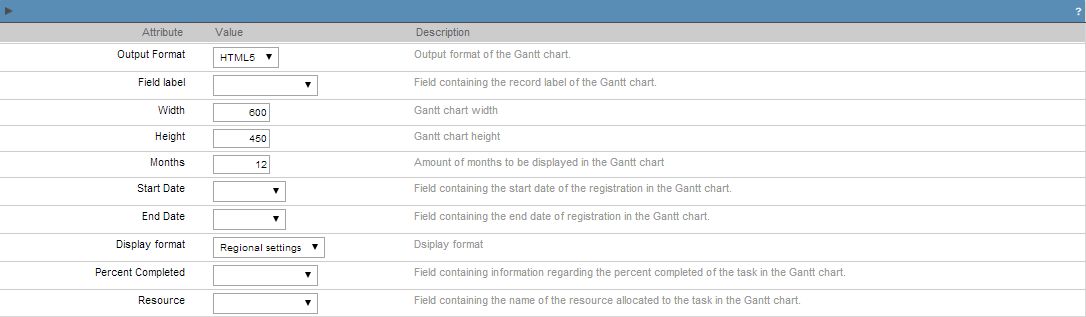 ?
Attribute Value Description
Output Format HTML5 Output format of the Gantt chart.
Field label Field containing the record label of the Gantt chart.
Width 600 Gantt chart width
Height 450 Gantt chart height
Months 12 Amount of months to be displayed in the Gantt chart
Start Date Field containing the start date of the registration in the Gantt chart.
End Date Field containing the end date of registration in the Gantt chart.
Display format Regional settings Dsiplay format
Percent Completed Field containing information regarding the percent completed of the task in the Gantt chart.
Resource Field containing the name of the resource allocated to the task in the Gantt chart.